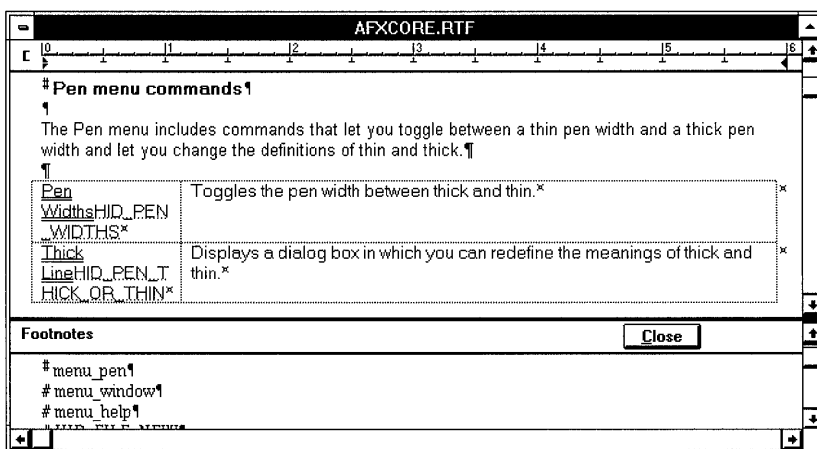 AFXCORE.RTF
0 1 2 3 4 5 6
#Pen menu commands¶
¶
The Pen menu includes commands that let you toggle between a thin pen width and a thick pen
width and let you change the definitions of thin and thick.¶
¶
Pen
WidthsHID_PEN
_WIDTHS¤
Toggles the pen width between thick and thin.¤
¤
Thick
LineHID_PEN_T
HICK_OR_THIN¤
Displays a dialog box in which you can redefine the meanings of thick and
thin.¤
¤
Footnotes
Close
# menu_pen¶
# menu_window¶
# menu_help¶
# HID_FILE_NEW¶